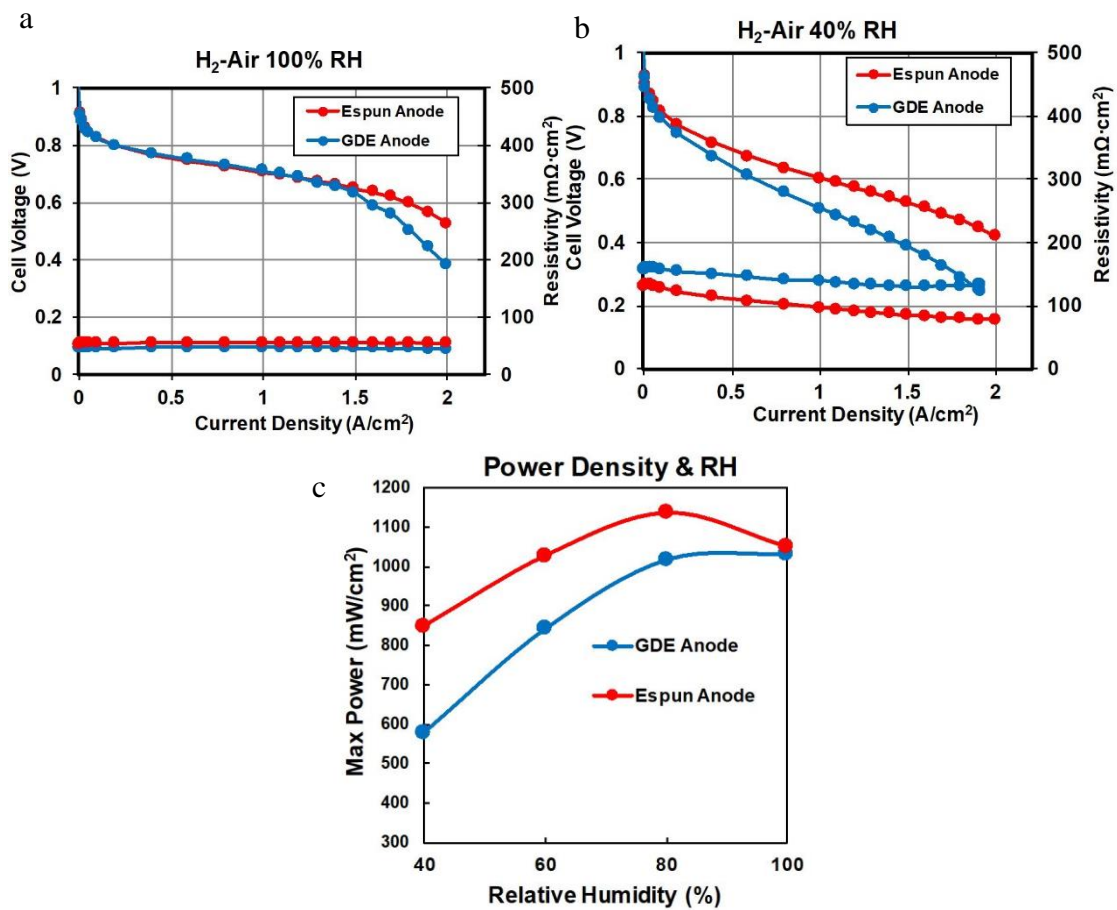 a
H₂-Air 100% RH
1
0.8
0.6
0.4
0.2
0
500
400
300
200
100
0
Cell Voltage (V)
Resistivity (mΩ·cm²)
Espun Anode
GDE Anode
0 0.5 1 1.5 2
Current Density (A/cm²)
b
H₂-Air 40% RH
1
0.8
0.6
0.4
0.2
0
500
400
300
200
100
0
Cell Voltage (V)
Resistivity (mΩ·cm²)
Espun Anode
GDE Anode
0 0.5 1 1.5 2
Current Density (A/cm²)
c
Power Density & RH
1200
1100
1000
900
800
700
600
500
400
300
Max Power (mW/cm²)
GDE Anode
Espun Anode
40 60 80 100
Relative Humidity (%)